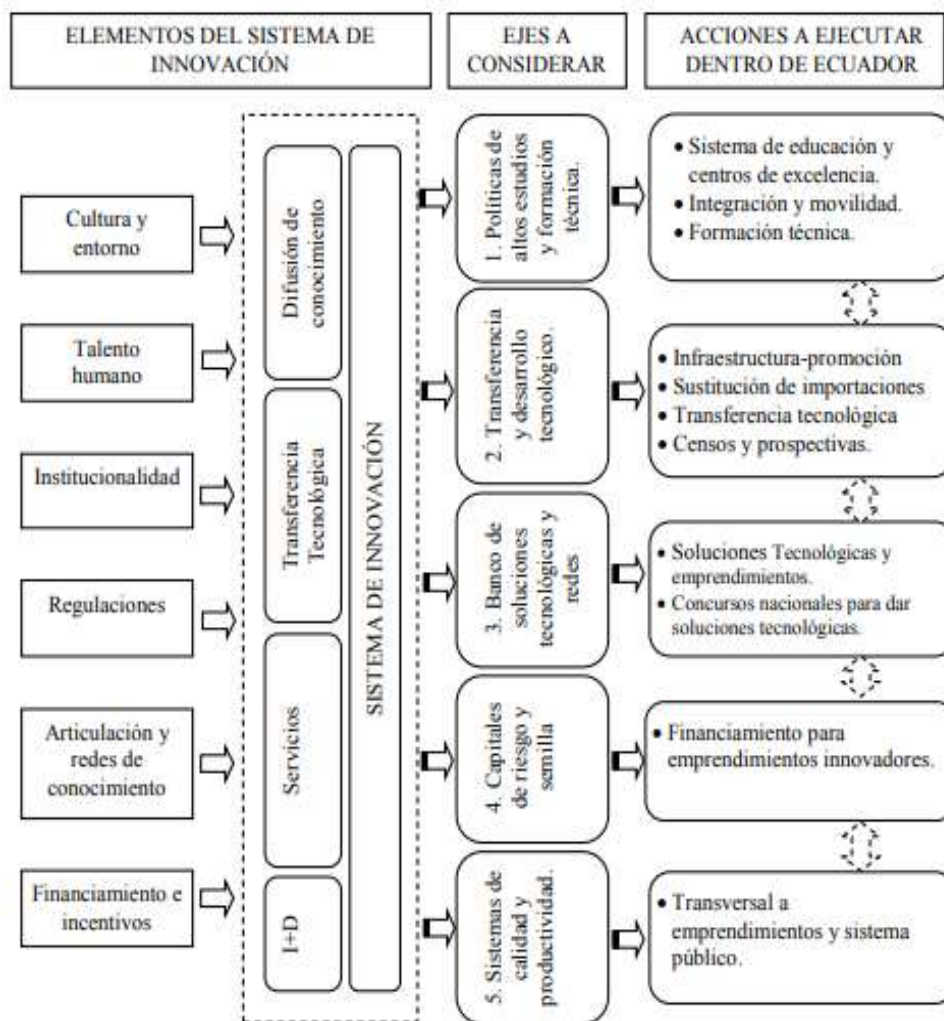 ELEMENTOS DEL SISTEMA DE
INNOVACIÓN
EJES A
CONSIDERAR
ACCIONES A EJECUTAR
DENTRO DE ECUADOR
Cultura y
entorno
Talento
humano
Institucionalidad
Regulaciones
Articulación y
redes de
conocimiento
Financiamiento e
incentivos
Difusión de
conocimiento
Transferencia
Tecnológica
Servicios
I+D
SISTEMA DE INNOVACIÓN
1. Políticas de
altos estudios
y formación
técnica.
2. Transferencia
y desarrollo
tecnológico.
3. Banco de
soluciones
tecnológicas y
redes
4. Capitales
de riesgo y
semilla
5. Sistemas de
calidad y
productividad.
• Sistema de educación y
centros de excelencia.
• Integración y movilidad.
• Formación técnica.
• Infraestructura-promoción
• Sustitución de importaciones
• Transferencia tecnológica
• Censos y prospectivas.
• Soluciones Tecnológicas y
emprendimientos.
• Concursos nacionales para dar
soluciones tecnológicas.
• Financiamiento para
emprendimientos innovadores.
• Transversal a
emprendimientos y sistema
público.